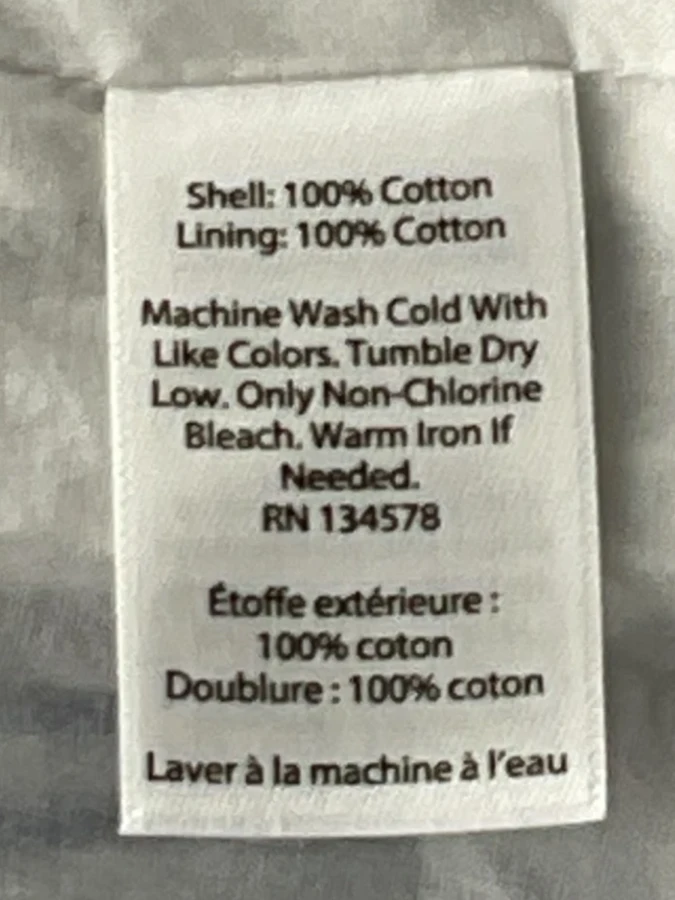 Shell: 100% Cotton
Lining: 100% Cotton
Machine Wash Cold With
Like Colors. Tumble Dry
Low. Only Non-Chlorine
Bleach. Warm Iron If
Needed.
RN 134578
Étoffe extérieure :
100% coton
Doublure : 100% coton
Laver à la machine à l'eau